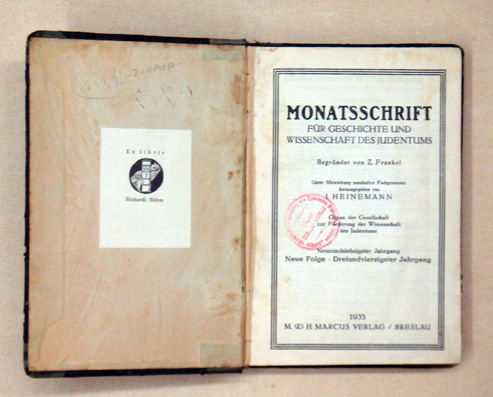 Ex libris
Richardi Böhm
MONATSSCHRIFT
FÜR GESCHICHTE UND
WISSENSCHAFT DES JUDENTUMS
Begründet von Z. Frankel
Unter Mitwirkung namhafter Fachgenossen
herausgegeben von
I. HEINEMANN
Organ der Gesellschaft
zur Förderung der Wissenschaft
des Judentums
Neunundsiebzigster Jahrgang
Neue Folge - Dreiundvierzigster Jahrgang
1935
M. & H. MARCUS VERLAG / BRESLAU